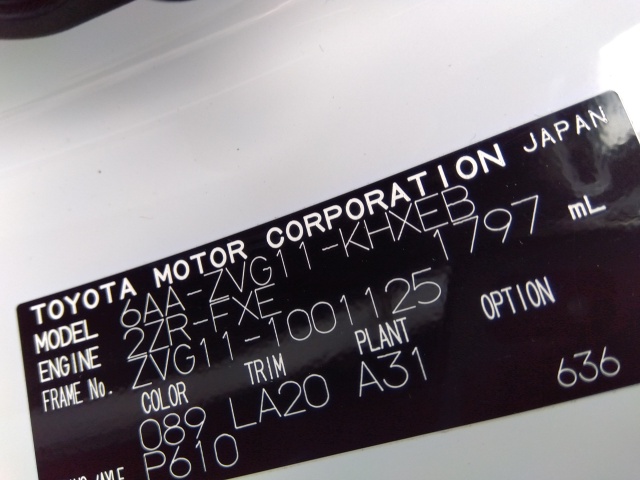 TOYOTA MOTOR CORPORATION JAPAN
MODEL 6AA-ZVG11-KHXEB
ENGINE 2ZR-FXE 1797 mL
FRAME No. ZVG11-1001125
COLOR TRIM PLANT OPTION
089 LA20 A31 636
P610